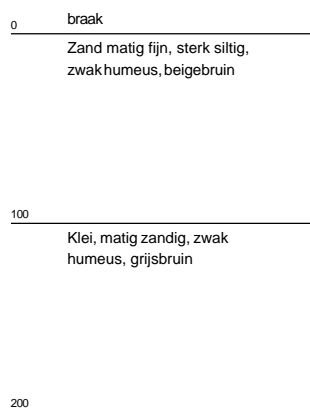 braak
0
Zand matig fijn, sterk siltig,
zwak humeus, beigebruin
100
Klei, matig zandig, zwak
humeus, grijsbruin
200